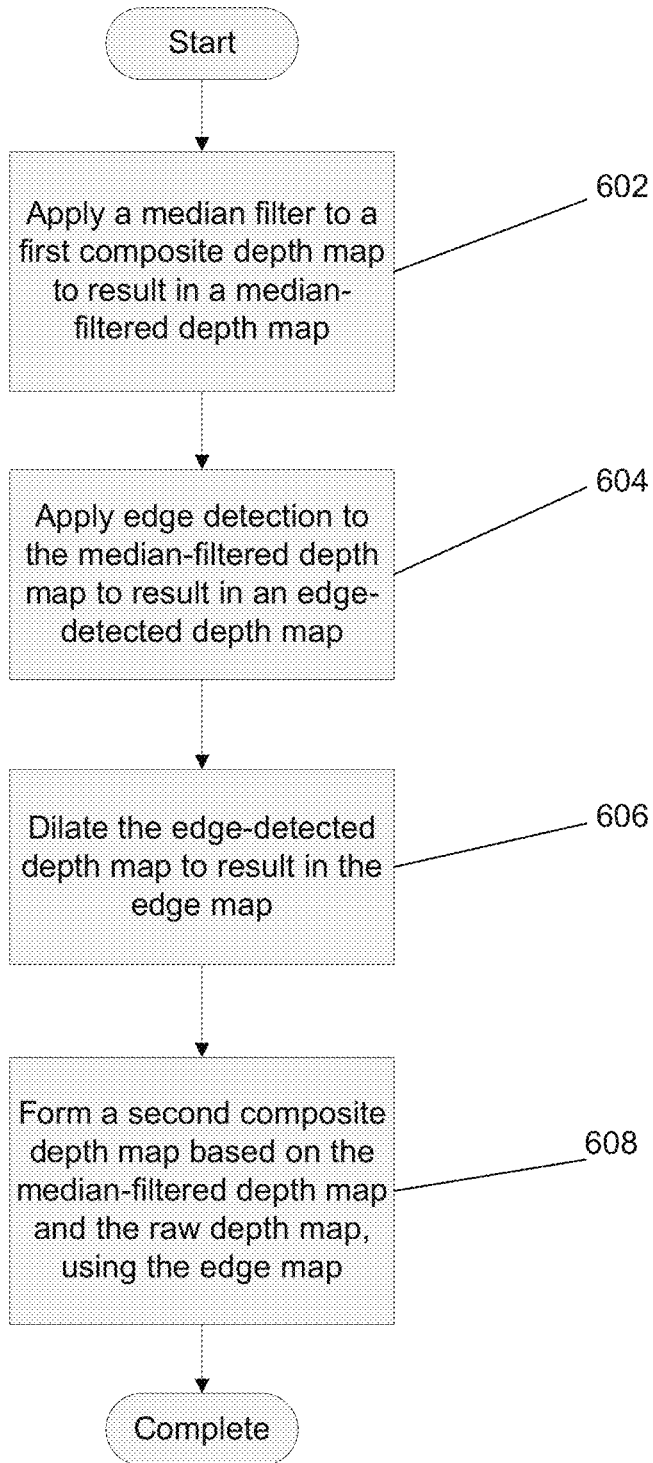 Start
Apply a median filter to a
first composite depth map
to result in a median-
filtered depth map
602
Apply edge detection to
the median-filtered depth
map to result in an edge-
detected depth map
604
Dilate the edge-detected
depth map to result in the
edge map
606
Form a second composite
depth map based on the
median-filtered depth map
and the raw depth map,
using the edge map
608
Complete